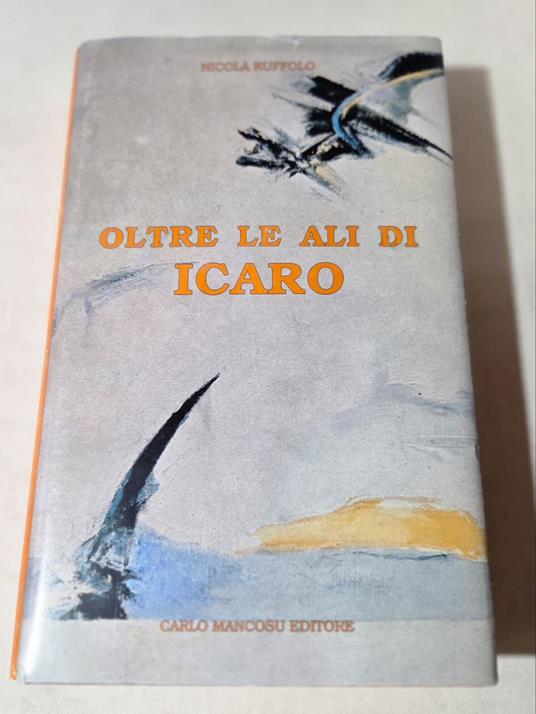 NICOLA RUFFOLO
OLTRE LE ALI DI
ICARO
CARLO MANCOSU EDITORE